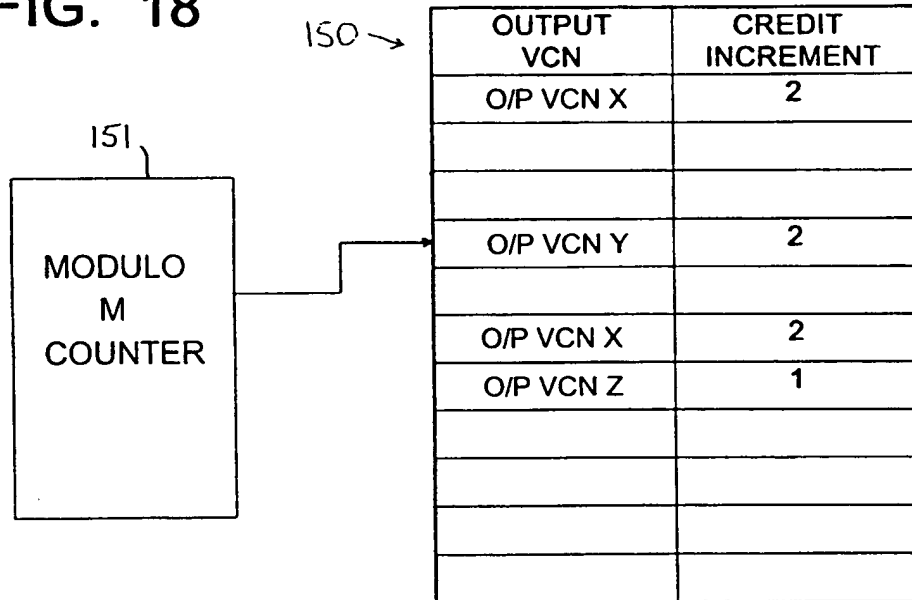 FIG. 18
150
OUTPUT VCN
CREDIT INCREMENT
O/P VCN X 2
151
O/P VCN Y 2
MODULO
M
COUNTER
O/P VCN X 2
O/P VCN Z 1